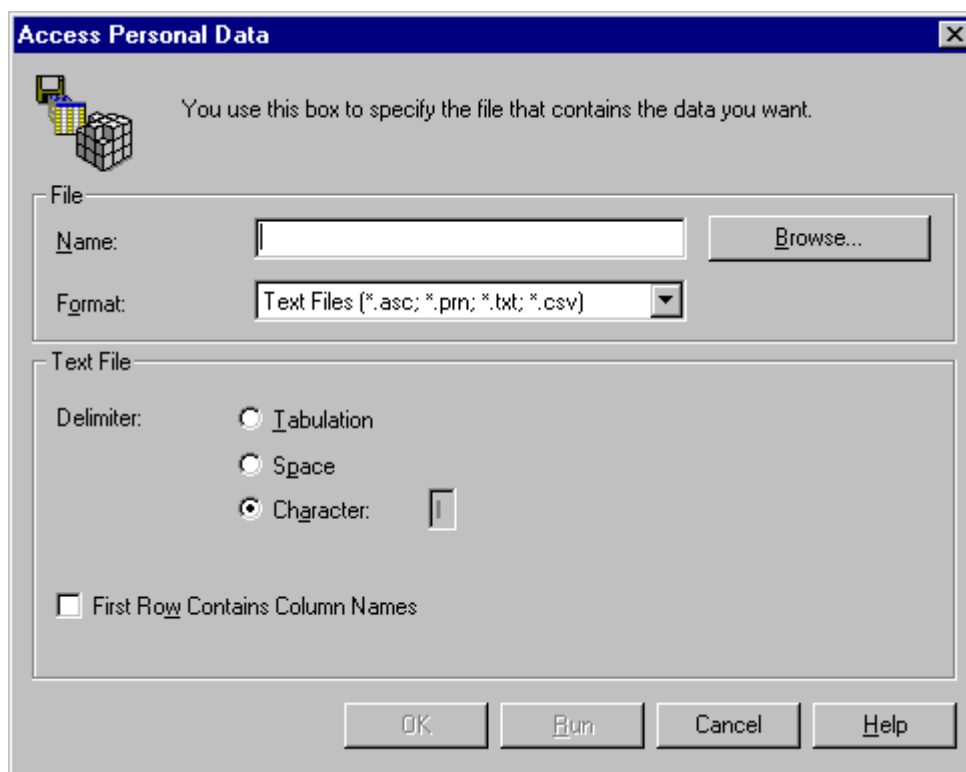 Access Personal Data
You use this box to specify the file that contains the data you want.
File
Name:
Browse...
Format:
Text Files (*.asc; *.prn; *.txt; *.csv)
Text File
Delimiter:
Tabulation
Space
Character:
First Row Contains Column Names
OK
Run
Cancel
Help